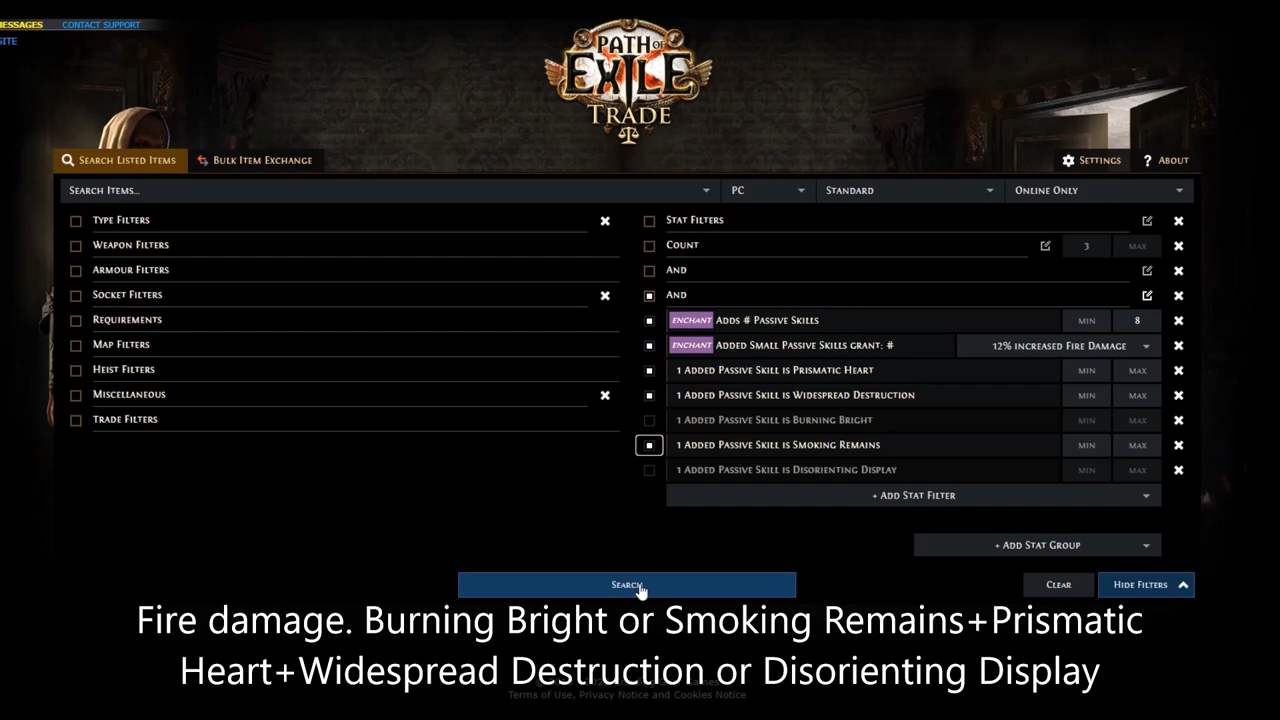 ESSAGES CONTACT SUPPORT
SITE
PATH OF
EXILE
TRADE
SEARCH LISTED ITEMS
BULK ITEM EXCHANGE
SETTINGS
? ABOUT
SEARCH ITEMS...
PC
STANDARD
ONLINE ONLY
TYPE FILTERS
WEAPON FILTERS
ARMOUR FILTERS
SOCKET FILTERS
REQUIREMENTS
MAP FILTERS
HEIST FILTERS
MISCELLANEOUS
TRADE FILTERS
STAT FILTERS
COUNT 3 MAX
AND
AND
ENCHANT ADDS # PASSIVE SKILLS MIN 8
ENCHANT ADDED SMALL PASSIVE SKILLS GRANT: # 12% INCREASED FIRE DAMAGE
1 ADDED PASSIVE SKILL IS PRISMATIC HEART MIN MAX
1 ADDED PASSIVE SKILL IS WIDESPREAD DESTRUCTION MIN MAX
1 ADDED PASSIVE SKILL IS BURNING BRIGHT MIN MAX
1 ADDED PASSIVE SKILL IS SMOKING REMAINS MIN MAX
1 ADDED PASSIVE SKILL IS DISORIENTING DISPLAY MIN MAX
+ ADD STAT FILTER
+ ADD STAT GROUP
SEARCH
CLEAR
HIDE FILTERS
Fire damage. Burning Bright or Smoking Remains+Prismatic
Heart+Widespread Destruction or Disorienting Display
Terms of Use, Privacy Notice and Cookies Notice